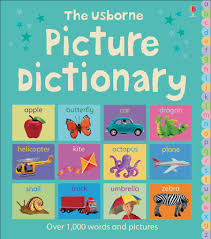 The Usborne
Picture
Dictionary
apple butterfly car dragon
helicopter kite octopus plane
snail truck umbrella zebra
Over 1,000 words and pictures
a
b
c
d
e
f
g
h
i
j
k
l
m
n
o
p
q
r
s
t
u
v
w
x
y
z